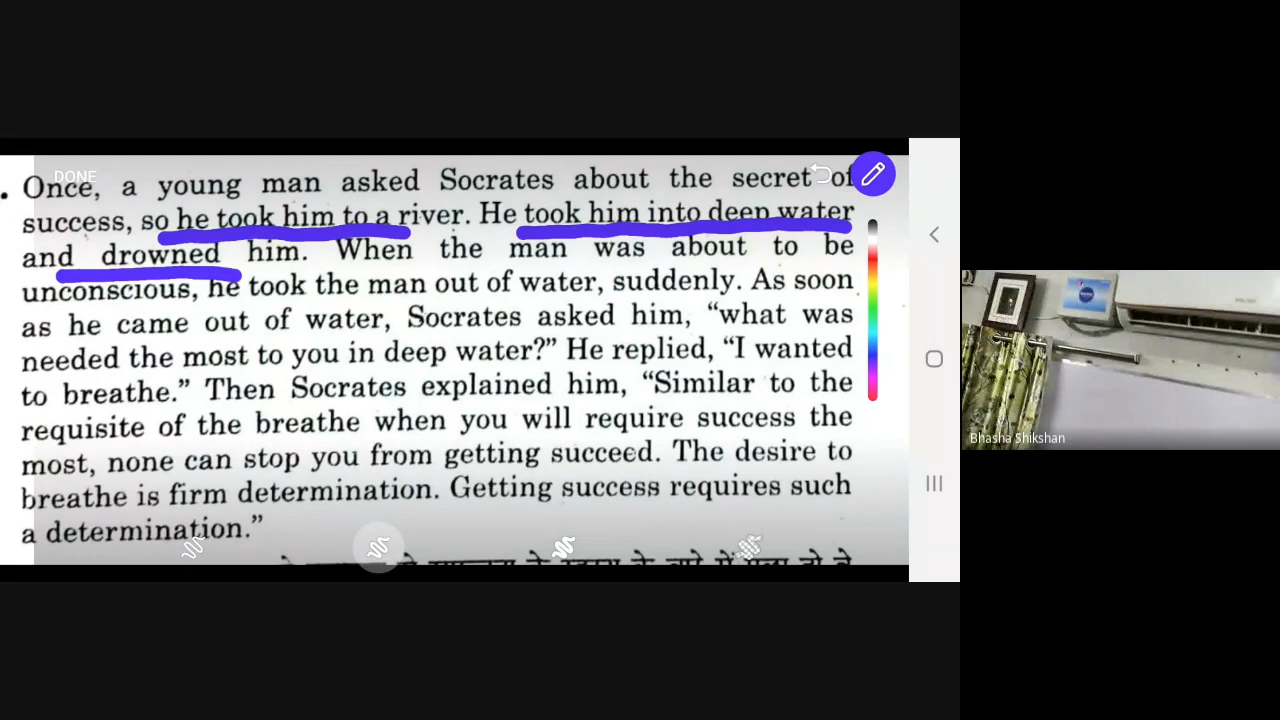 DONE
. Once, a young man asked Socrates about the secret of
success, so he took him to a river. He took him into deep water
and drowned him. When the man was about to be
unconscious, he took the man out of water, suddenly. As soon
as he came out of water, Socrates asked him, “what was
needed the most to you in deep water?” He replied, “I wanted
to breathe.” Then Socrates explained him, “Similar to the
requisite of the breathe when you will require success the
most, none can stop you from getting succeed. The desire to
breathe is firm determination. Getting success requires such
a determination.”
Bhasha Shikshan